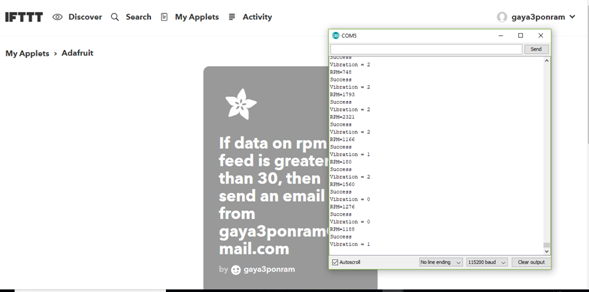 IFTTT Discover Search My Applets Activity gaya3ponram
My Applets › Adafruit
If data on rpm
feed is greate
than 30, then
send an email
from
gaya3ponram
mail.com
by gaya3ponram
COM5
Send
Success
Vibration = 2
RPM=748
Success
Vibration = 2
RPM=1793
Success
Vibration = 2
RPM=2321
Success
Vibration = 2
RPM=1166
Success
Vibration = 1
RPM=180
Success
Vibration = 2
RPM=1560
Success
Vibration = 0
RPM=1276
Success
Vibration = 0
RPM=1188
Success
Vibration = 1
Autoscroll No line ending 115200 baud Clear output